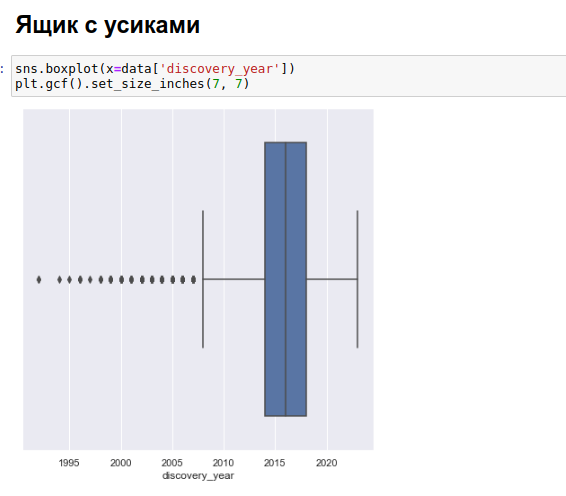 Ящик с усиками
:
sns.boxplot(x=data['discovery_year'])
plt.gcf().set_size_inches(7, 7)
1995 2000 2005 2010 2015 2020
discovery_year